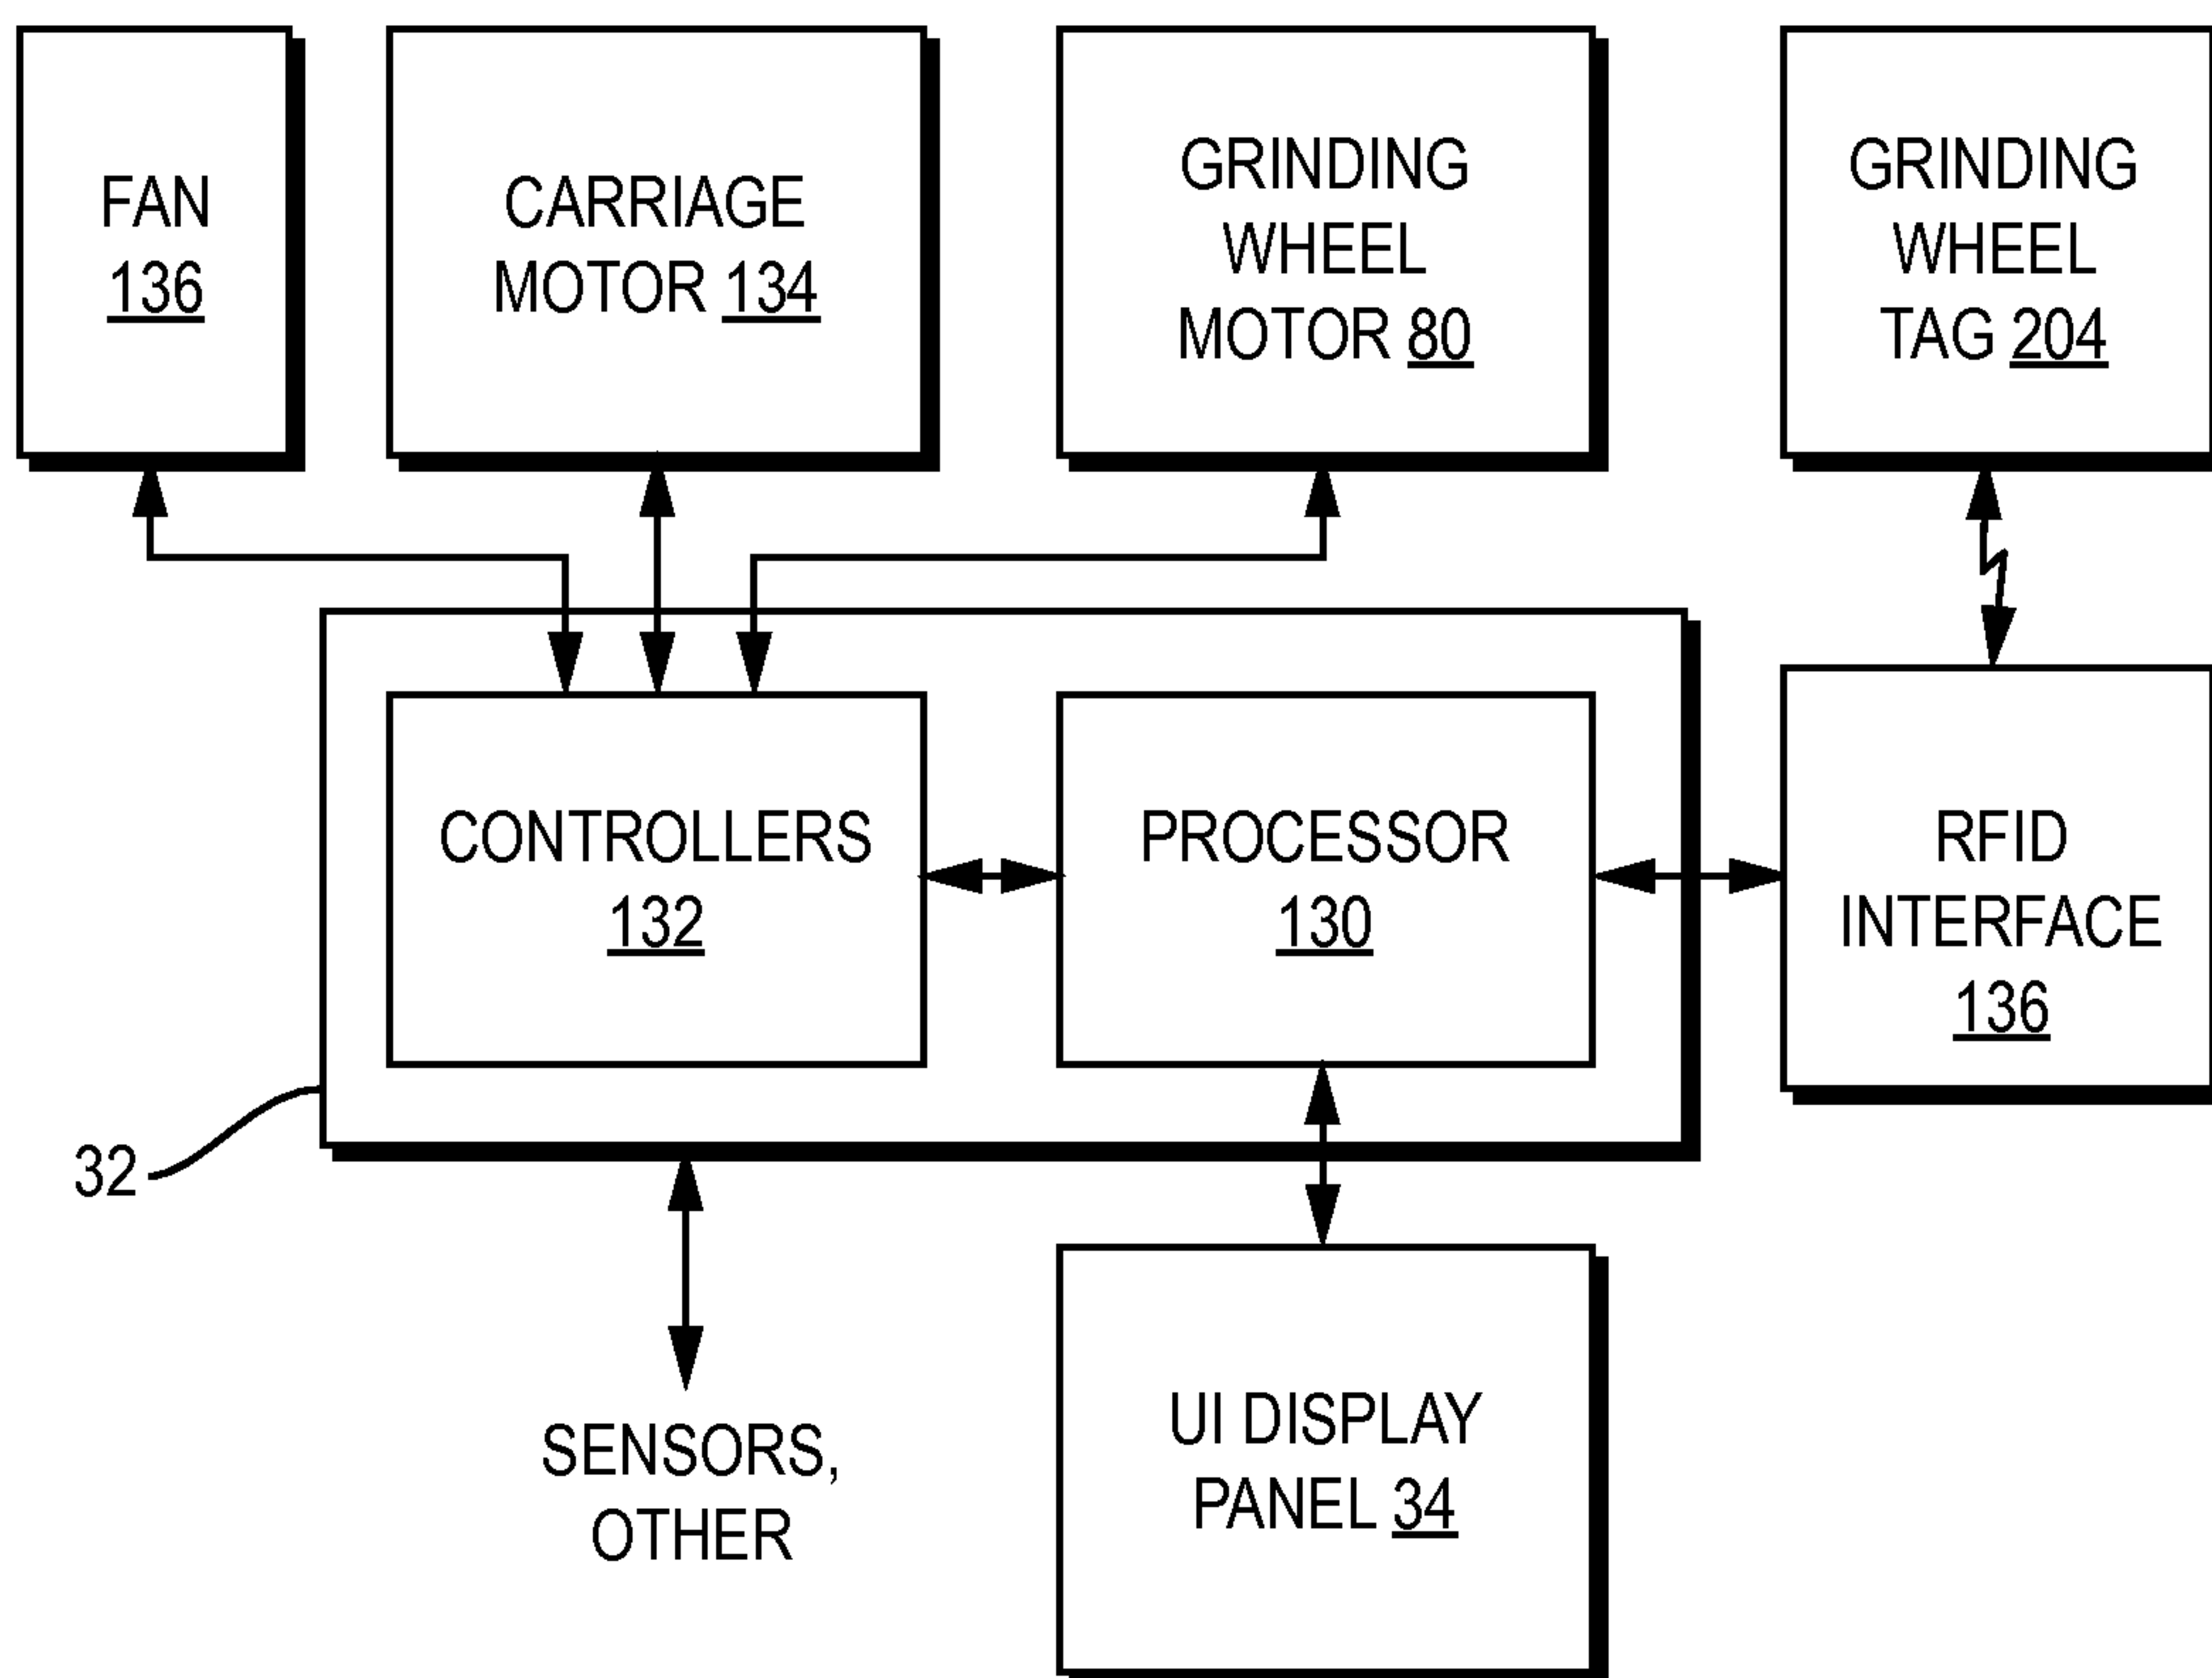 FAN
136
CARRIAGE
MOTOR 134
GRINDING
WHEEL
MOTOR 80
GRINDING
WHEEL
TAG 204
CONTROLLERS
132
PROCESSOR
130
RFID
INTERFACE
136
32
SENSORS,
OTHER
UI DISPLAY
PANEL 34